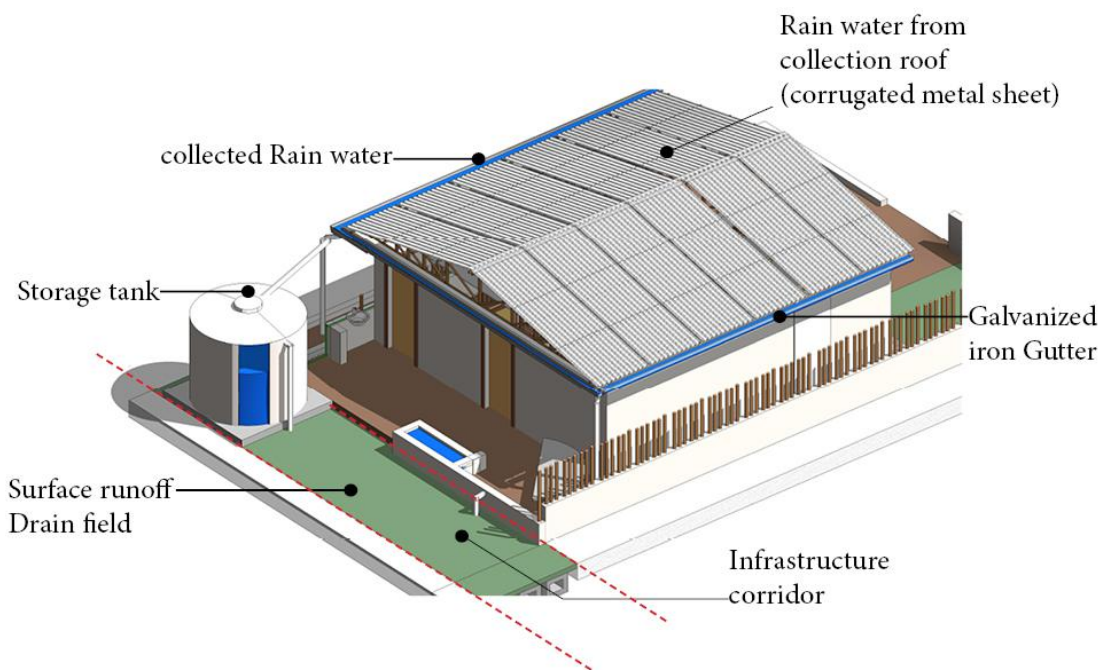 Rain water from
collection roof
(corrugated metal sheet)
collected Rain water
Storage tank
Galvanized
iron Gutter
Surface runoff
Drain field
Infrastructure
corridor